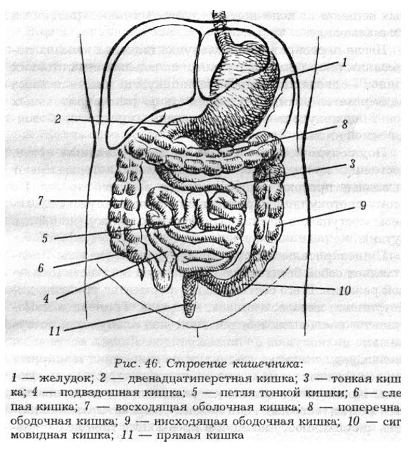 1
2
8
3
7
9
5
6
4
10
11
Рис. 46. Строение кишечника:
1 — желудок; 2 — двенадцатиперстная кишка; 3 — тонкая киш
ка; 4 — подвздошная кишка; 5 — петля тонкой кишки; 6 — сле
пая кишка; 7 — восходящая оболочная кишка; 8 — поперечна
ободочная кишка; 9 — нисходящая ободочная кишка; 10 — сиг
мовидная кишка; 11 — прямая кишка